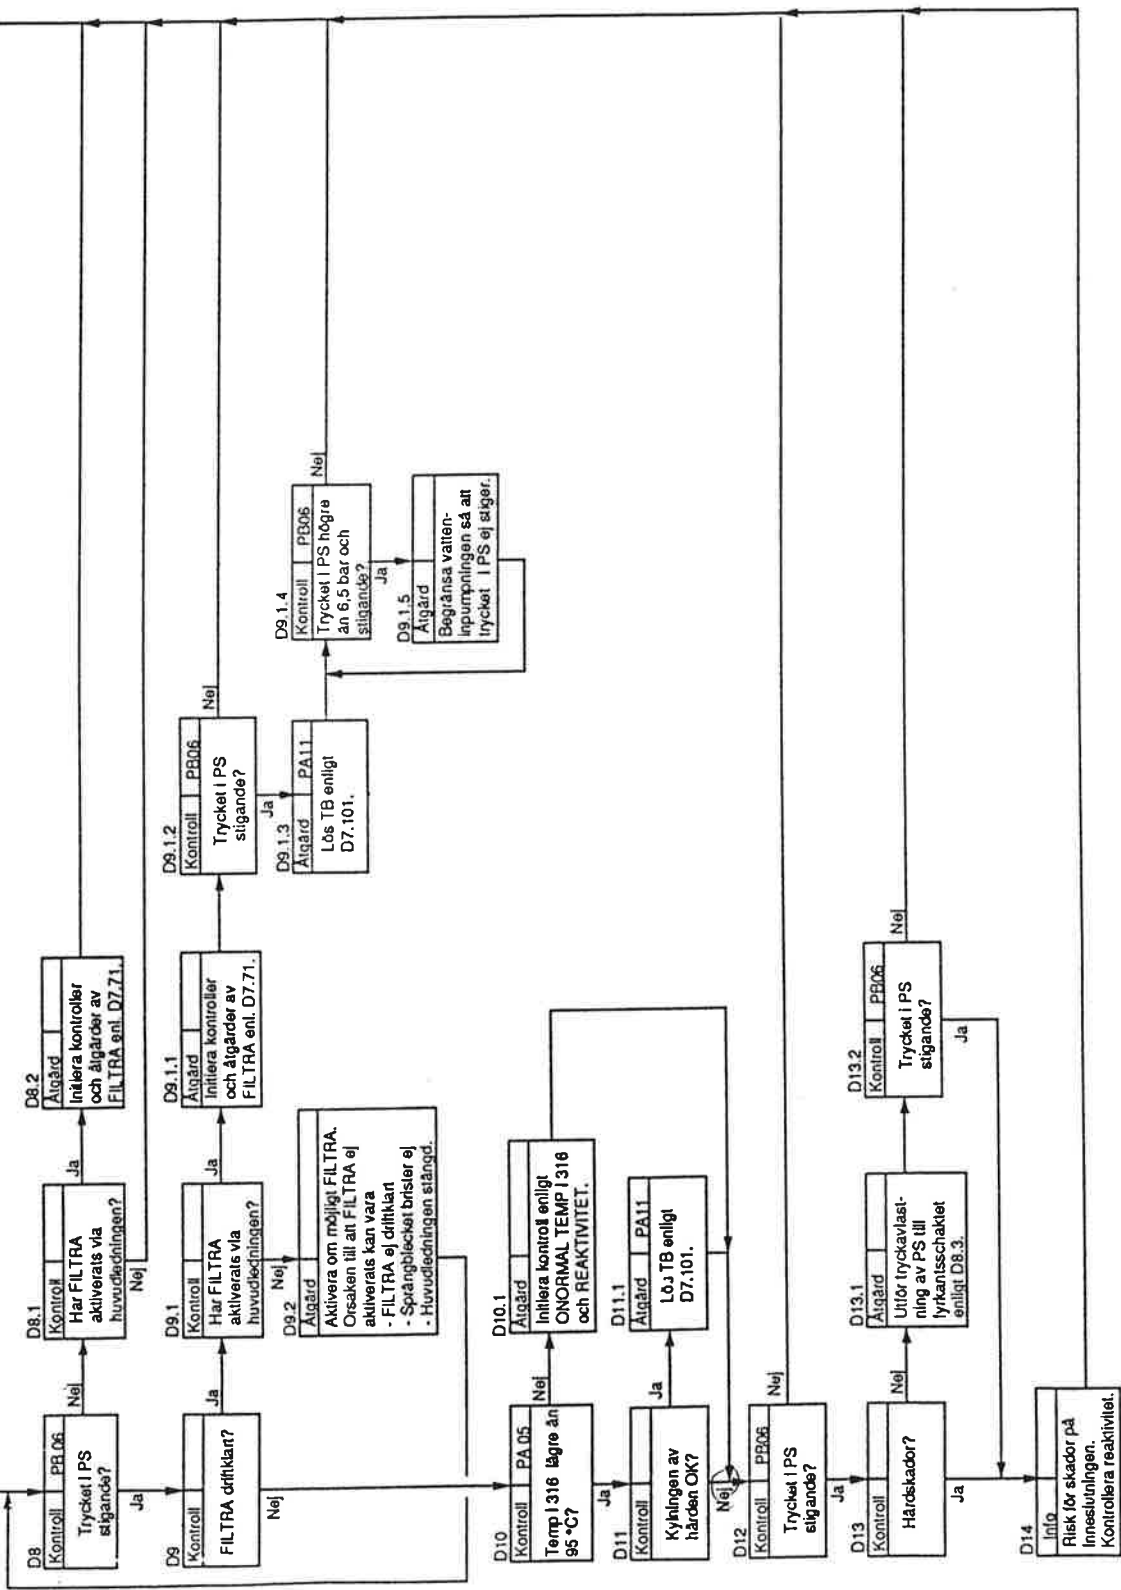 D8
Kontroll PB 06
Trycket i PS
stigande?
Nej
Ja
D8.1
Kontroll
Har FILTRA
aktiverats via
huvudledningen?
Ja
Nej
D8.2
Åtgärd
Initiera kontroller
och åtgärder av
FILTRA enl. D7.71.
D9
Kontroll
FILTRA driftklart?
Ja
Nej
D9.1
Kontroll
Har FILTRA
aktiverats via
huvudledningen?
Ja
Nej
D9.1.1
Åtgärd
Initiera kontroller
och åtgärder av
FILTRA enl. D7.71.
D9.1.2
Kontroll PB06
Trycket i PS
stigande?
Nej
Ja
D9.1.3
Åtgärd PA11
Lös TB enligt
D7.101.
D9.1.4
Kontroll PB06
Trycket i PS högre
än 6,5 bar och
stigande?
Nej
Ja
D9.1.5
Åtgärd
Begränsa vatten-
inpumpningen så att
trycket i PS ej stiger.
D9.2
Åtgärd
Aktivera om möjligt FILTRA.
Orsaken till att FILTRA ej
aktiverats kan vara
- FILTRA ej driftklart
- Sprängblecket brister ej
- Huvudledningen stängd.
D10
Kontroll PA 05
Temp i 316 lägre än
95 °C?
Nej
Ja
D10.1
Åtgärd
Initiera kontroll enligt
ONORMAL TEMP I 316
och REAKTIVITET.
D11
Kontroll
Kylningen av
härden OK?
Ja
Nej
D11.1
Åtgärd PA11
Lös TB enligt
D7.101.
D12
Kontroll PB06
Trycket i PS
stigande?
Nej
Ja
D13
Kontroll
Härdskador?
Nej
Ja
D13.1
Åtgärd
Utför tryckavlast-
ning av PS till
fyrkantsschaktet
enligt D8.3.
D13.2
Kontroll PB06
Trycket i PS
stigande?
Nej
Ja
D14
Info
Risk för skador på
inneslutningen.
Kontrollera reaktivitet.